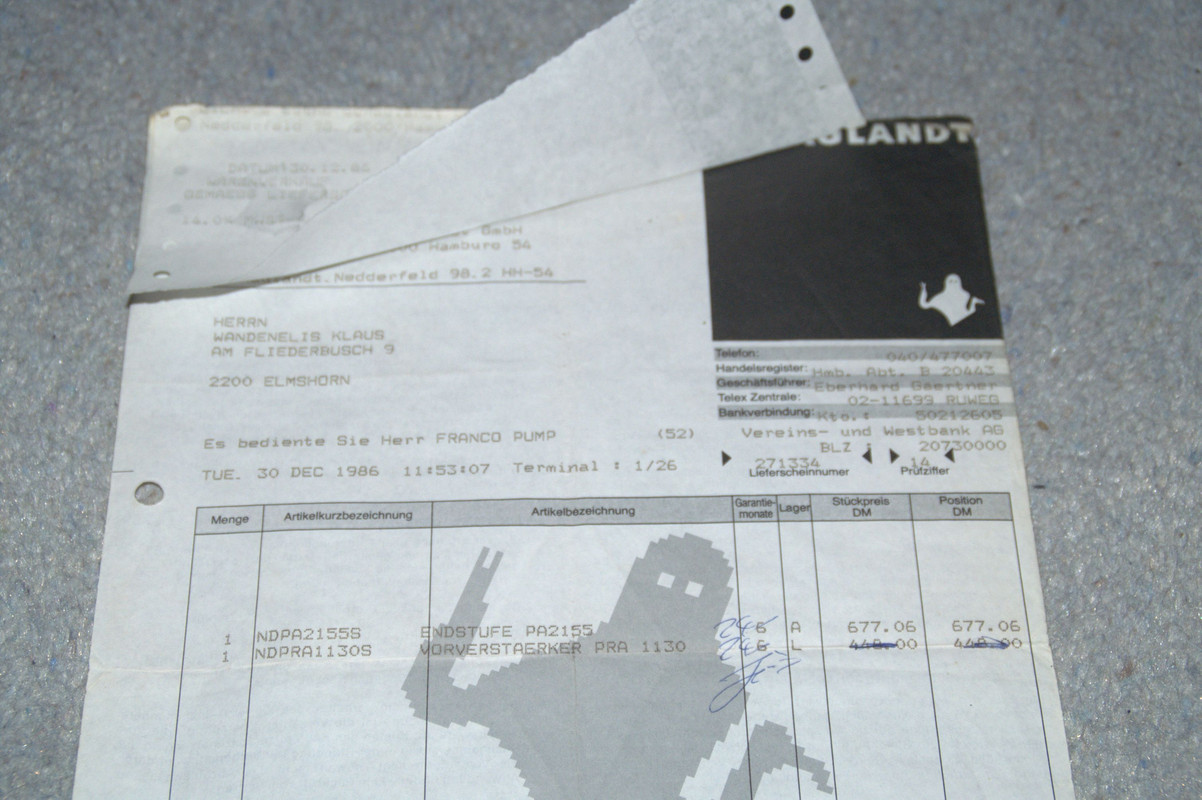 Nedderfeld
DATUM:30.12.86
GmbH
Hamburg 54
Nedderfeld 98.2 HH-54
HERRN
WANDENELIS KLAUS
AM FLIEDERBUSCH 9
2200 ELMSHORN
Telefon: 040/477007
Handelsregister: Hmb. Abt. B 20443
Geschäftsführer: Eberhard Gaertner
Telex Zentrale: 02-11699 RUWEG
Bankverbindung: Kto.: 50212605
Vereins- und Westbank AG
BLZ : 20730000
271334 14
Lieferscheinnummer Prüfziffer
Es bediente Sie Herr FRANCO PUMP (52)
TUE. 30 DEC 1986 11:53:07 Terminal : 1/26
Menge Artikelkurzbezeichnung Artikelbezeichnung Garantie-monate Lager Stückpreis DM Position DM
1 NDPA2155S ENDSTUFE PA2155 6 A 677.06 677.06
1 NDPRA1130S VORVERSTAERKER PRA 1130 6 L 448.00 448.00